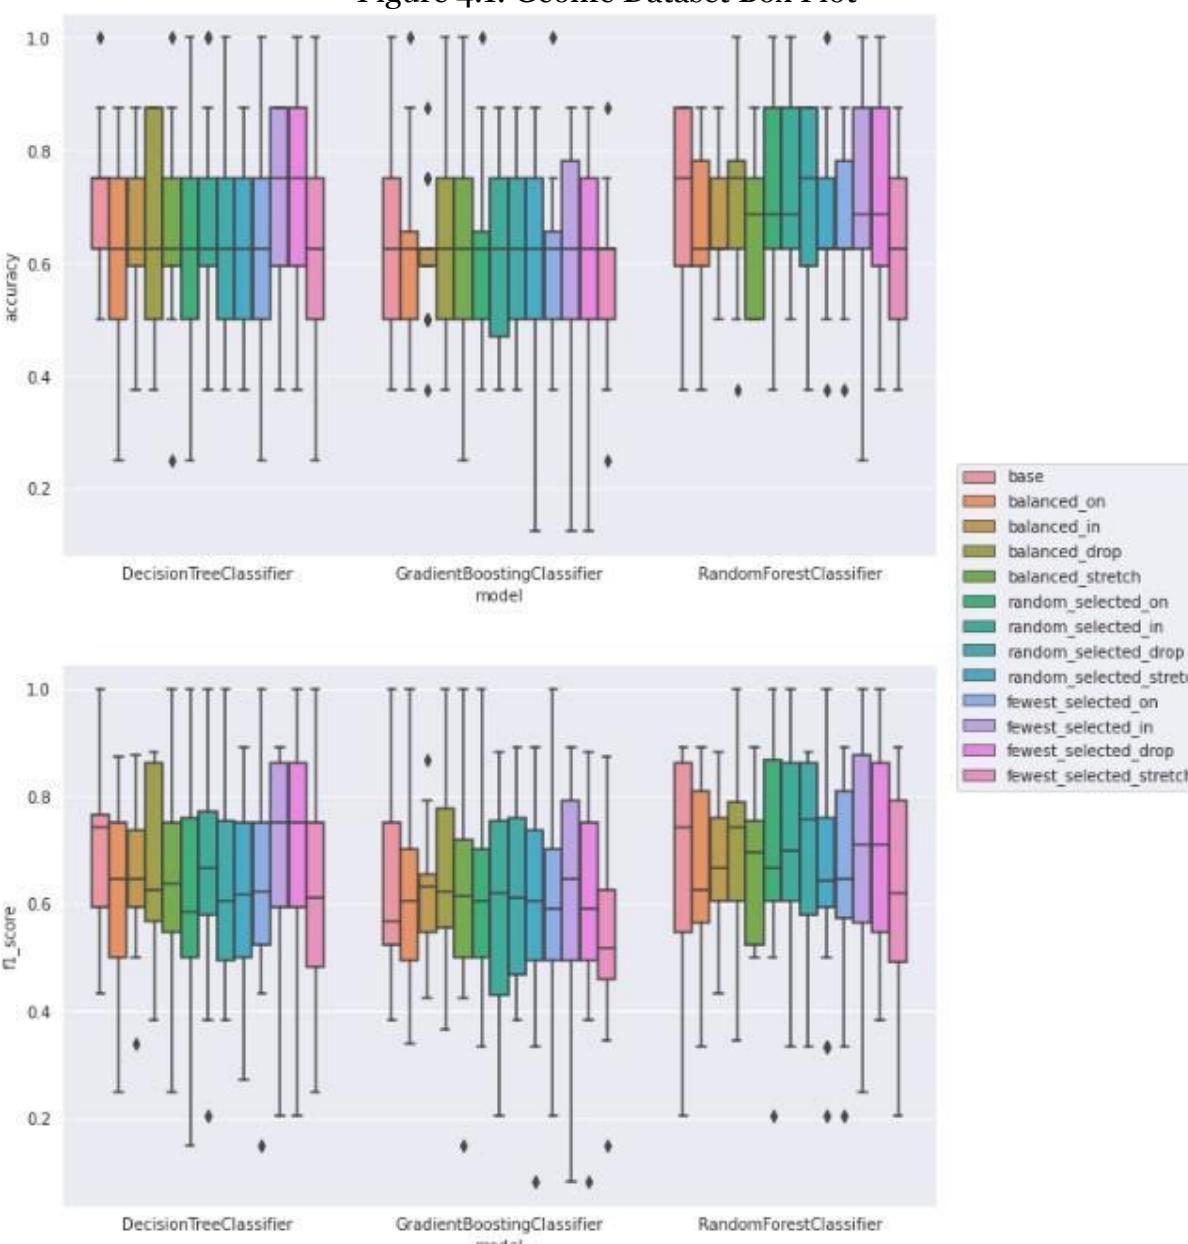 Figure 4.1: Dataset Box Plot
1.0
0.8
0.6
0.4
0.2
accuracy
DecisionTreeClassifier
GradientBoostingClassifier
RandomForestClassifier
model
base
balanced_on
balanced_in
balanced_drop
balanced_stretch
random_selected_on
random_selected_in
random_selected_drop
random_selected_stretc
fewest_selected_on
fewest_selected_in
fewest_selected_drop
fewest_selected_stretch
1.0
0.8
0.6
0.4
0.2
f1_score
DecisionTreeClassifier
GradientBoostingClassifier
RandomForestClassifier
model